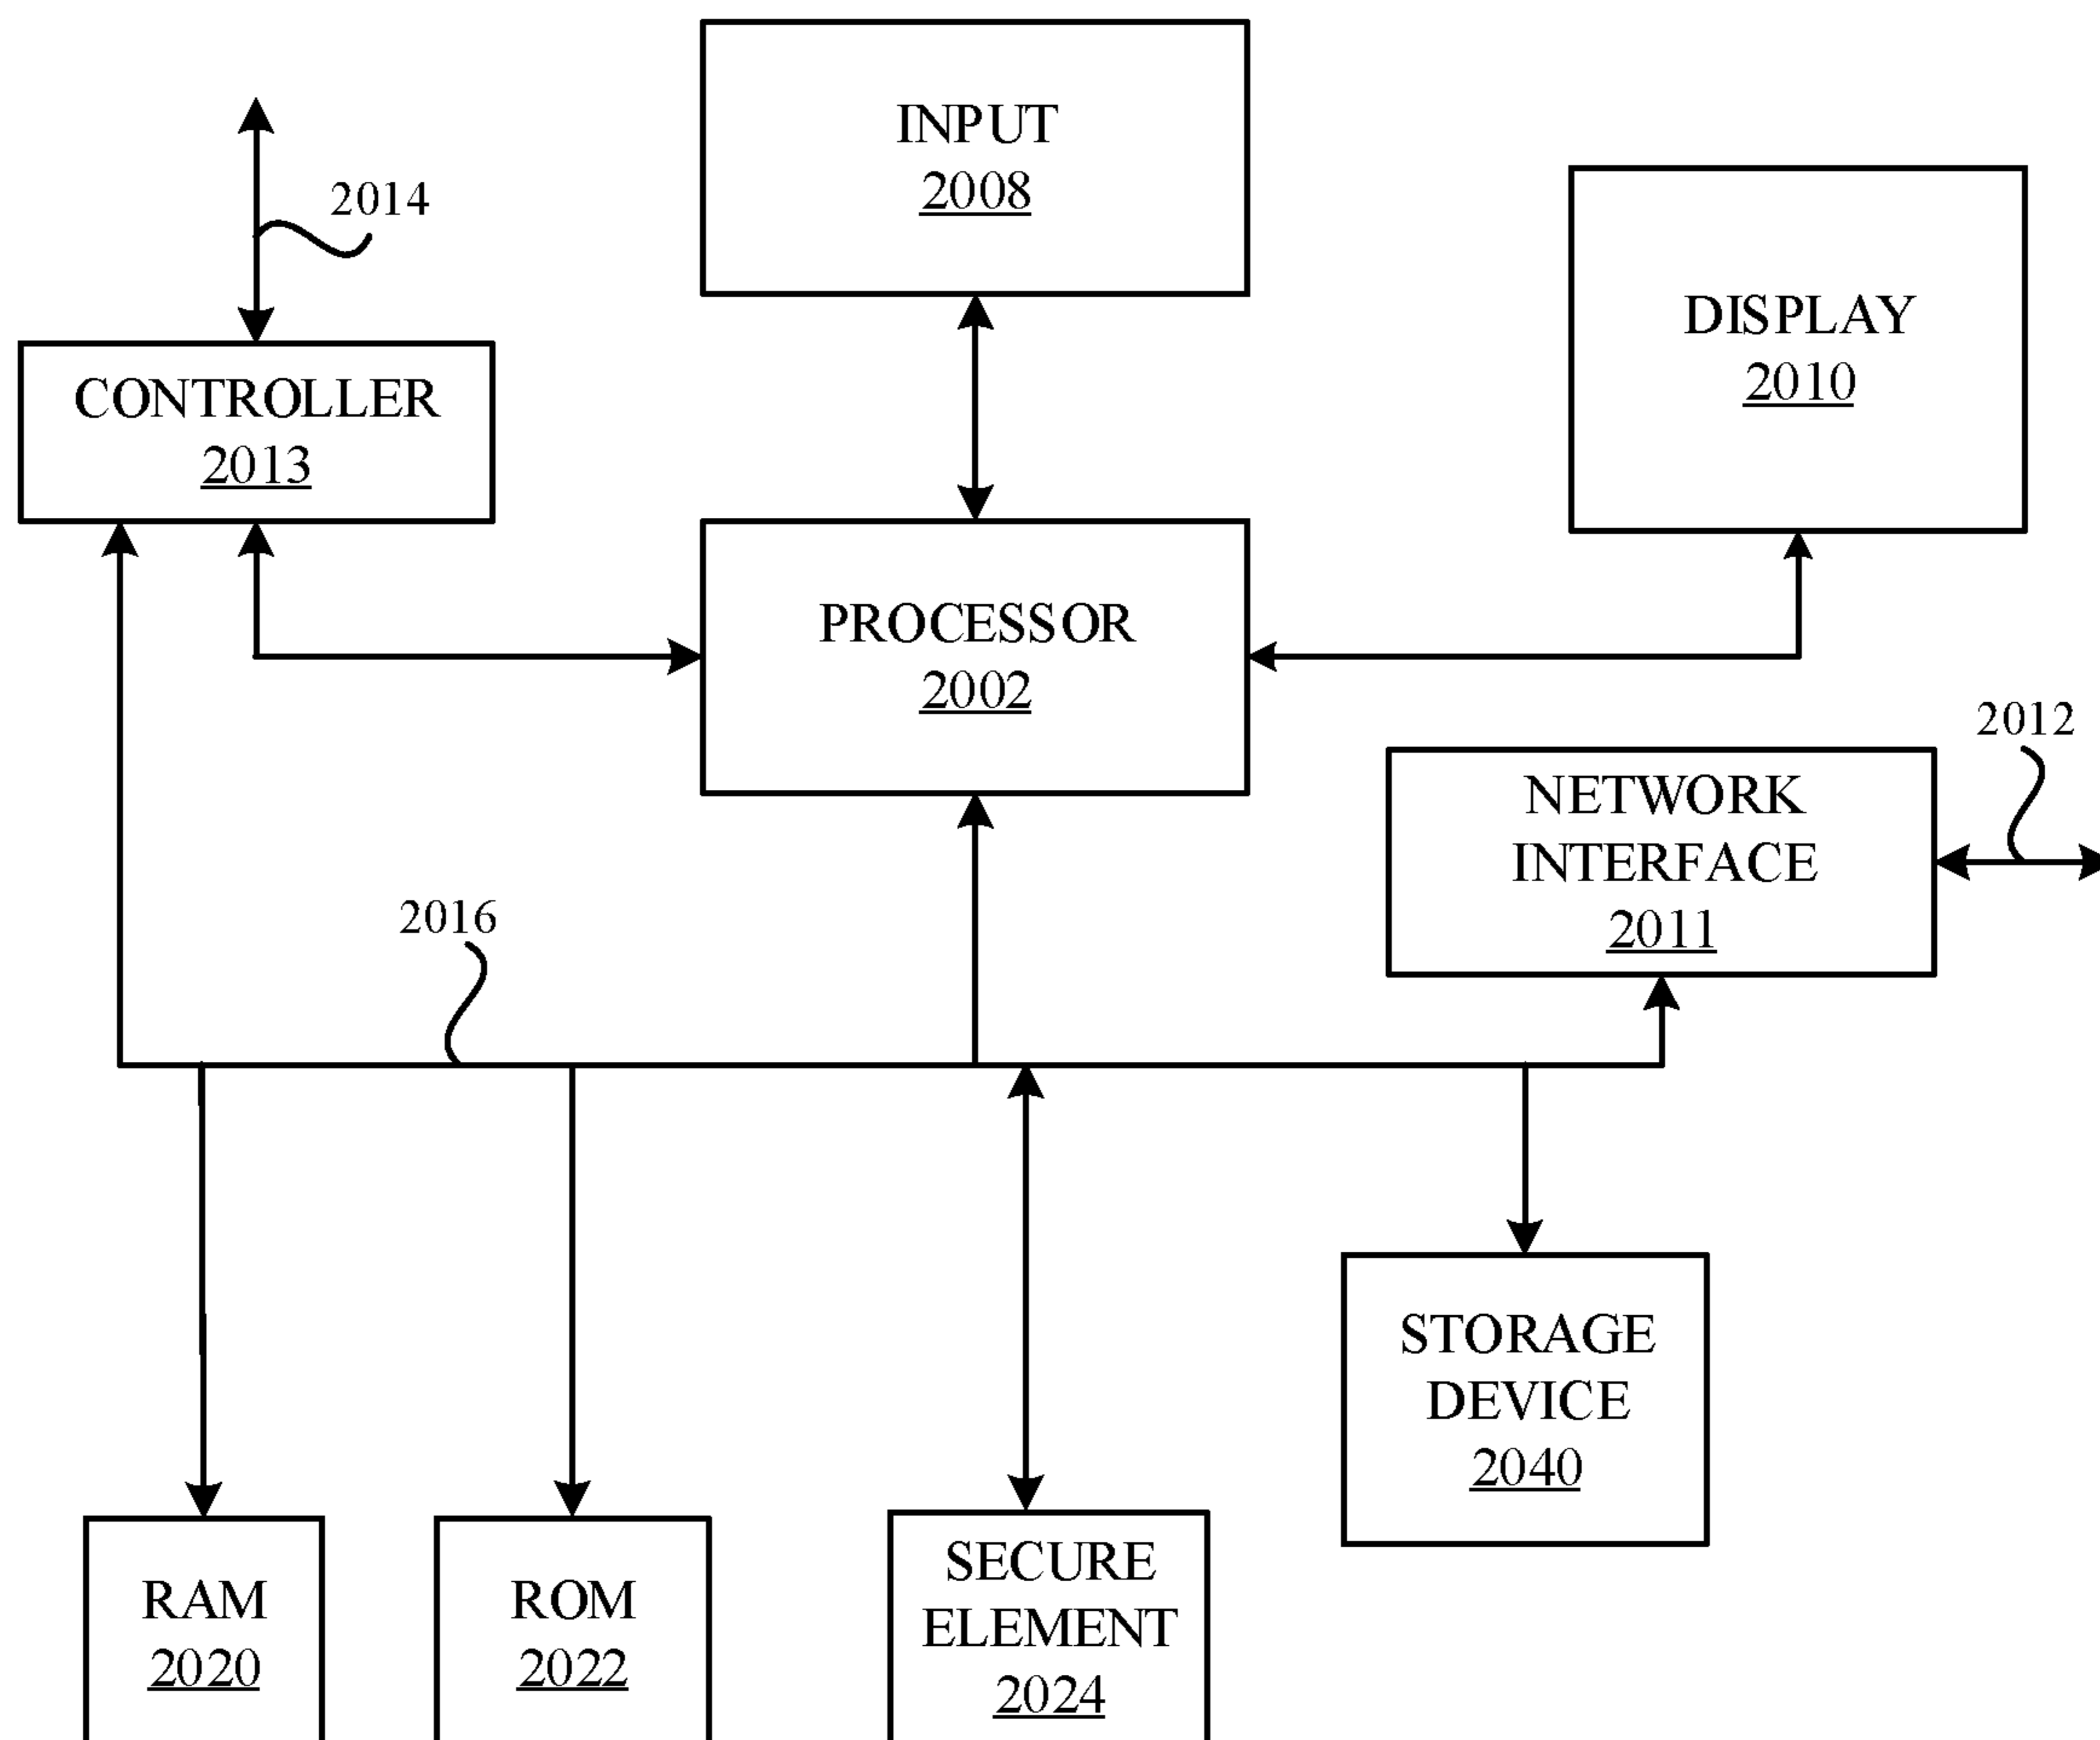 INPUT
2008
2014
DISPLAY
2010
CONTROLLER
2013
PROCESSOR
2002
2012
NETWORK
INTERFACE
2011
2016
STORAGE
DEVICE
2040
RAM
2020
ROM
2022
SECURE
ELEMENT
2024